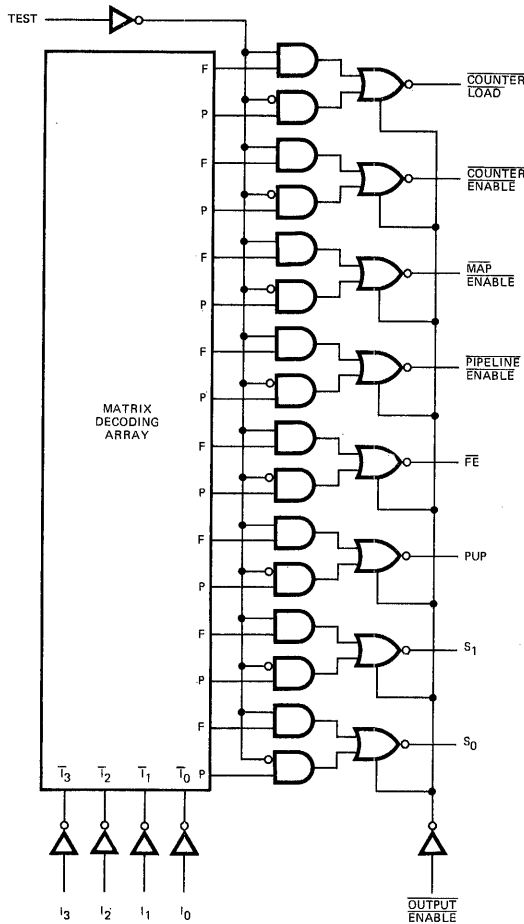 TEST
F
COUNTER
LOAD
P
F
COUNTER
ENABLE
P
F
MAP
ENABLE
P
F
PIPELINE
ENABLE
P
MATRIX
DECODING
ARRAY
F
FE
P
F
PUP
P
F
S1
P
F
S0
P
I3 I2 I1 I0
I3 I2 I1 I0
OUTPUT
ENABLE